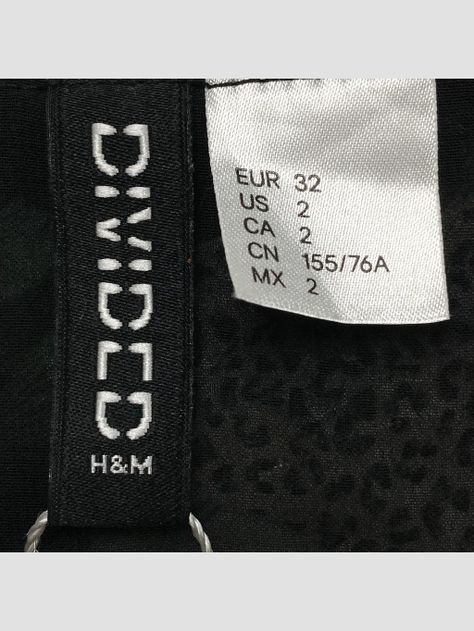 DIVIDED
H&M
EUR 32
US 2
CA 2
CN 155/76A
MX 2